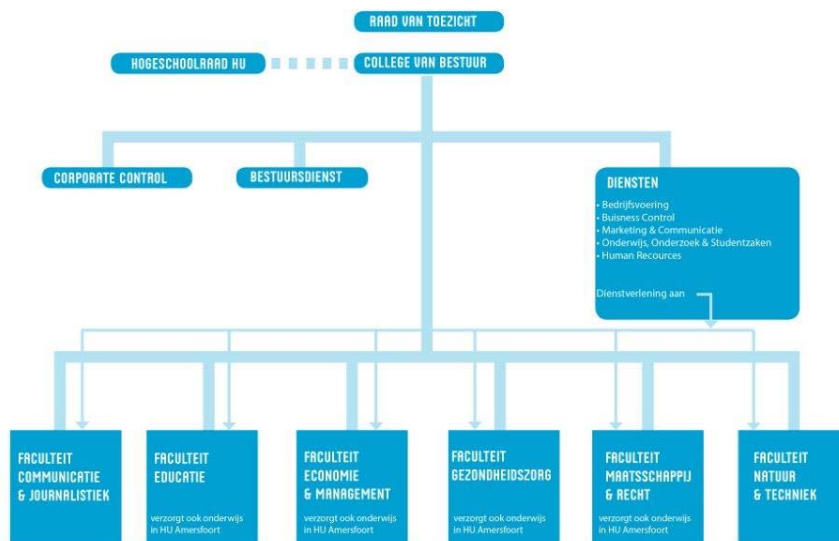 RAAD VAN TOEZICHT
HOGESCHOOLRAAD HU
COLLEGE VAN BESTUUR
CORPORATE CONTROL
BESTUURSDIENST
DIENSTEN
• Bedrijfsvoering
• Buisness Control
• Marketing & Communicatie
• Onderwijs, Onderzoek & Studentzaken
• Human Recources
Dienstverlening aan
FACULTEIT
COMMUNICATIE
& JOURNALISTIEK
FACULTEIT
EDUCATIE
verzorgt ook onderwijs
in HU Amersfoort
FACULTEIT
ECONOMIE
& MANAGEMENT
verzorgt ook onderwijs
in HU Amersfoort
FACULTEIT
GEZONDHEIDSZORG
verzorgt ook onderwijs
in HU Amersfoort
FACULTEIT
MAATSSCHAPPIJ
& RECHT
verzorgt ook onderwijs
in HU Amersfoort
FACULTEIT
NATUUR
& TECHNIEK